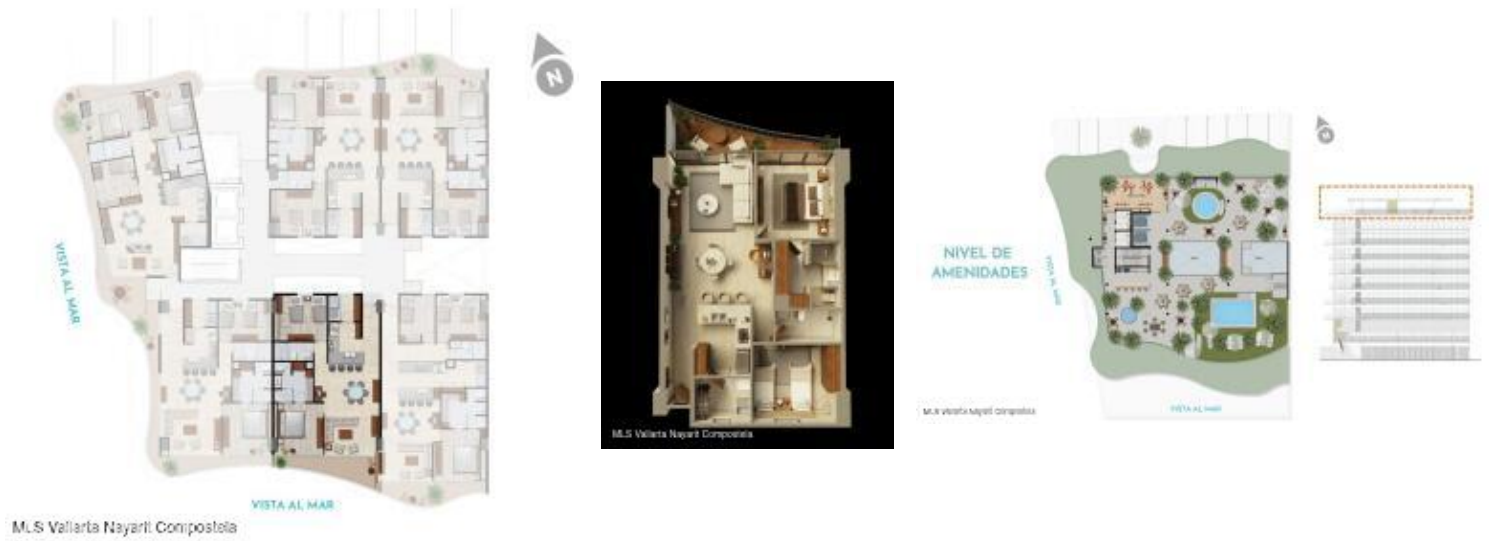 N
VISTA AL MAR
VISTA AL MAR
MLS Vallarta Nayarit Compostela
MLS Vallarta Nayarit Compostela
NIVEL DE
AMENIDADES
VISTA AL MAR
VISTA AL MAR
MLS Vallarta Nayarit Compostela